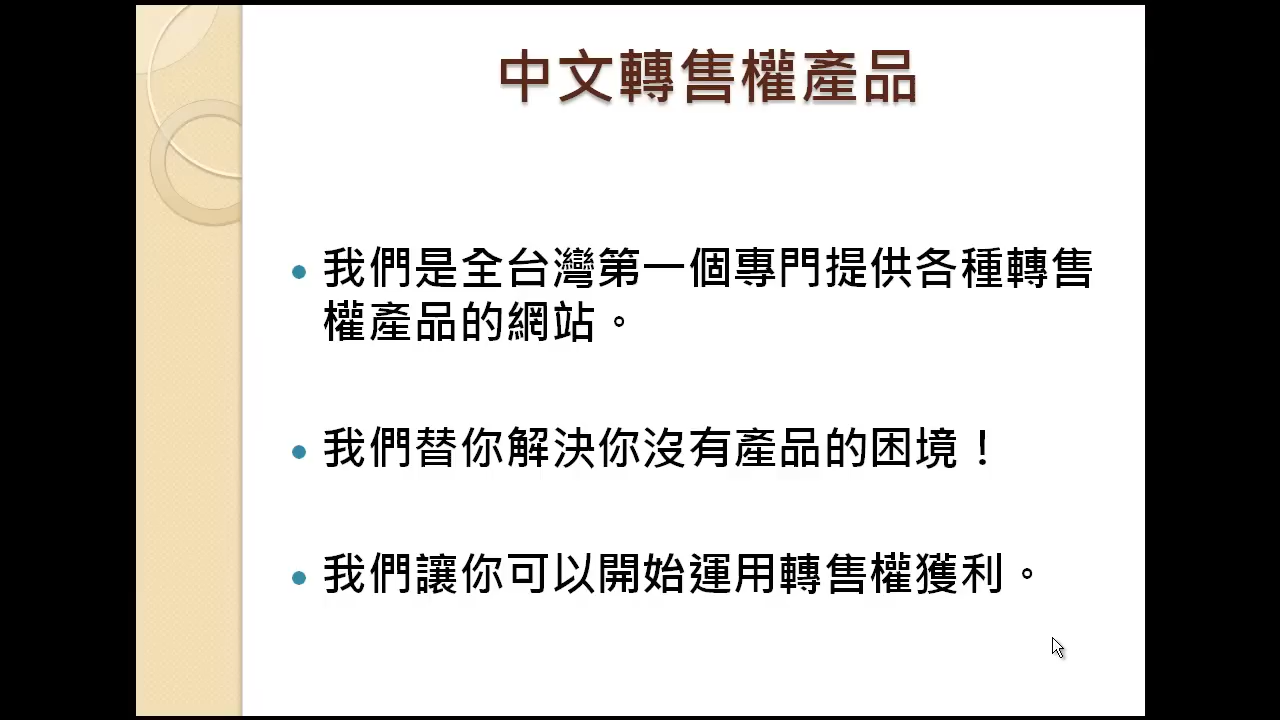 中文轉售權產品
• 我們是全台灣第一個專門提供各種轉售
權產品的網站。
• 我們替你解決你沒有產品的困境！
• 我們讓你可以開始運用轉售權獲利。